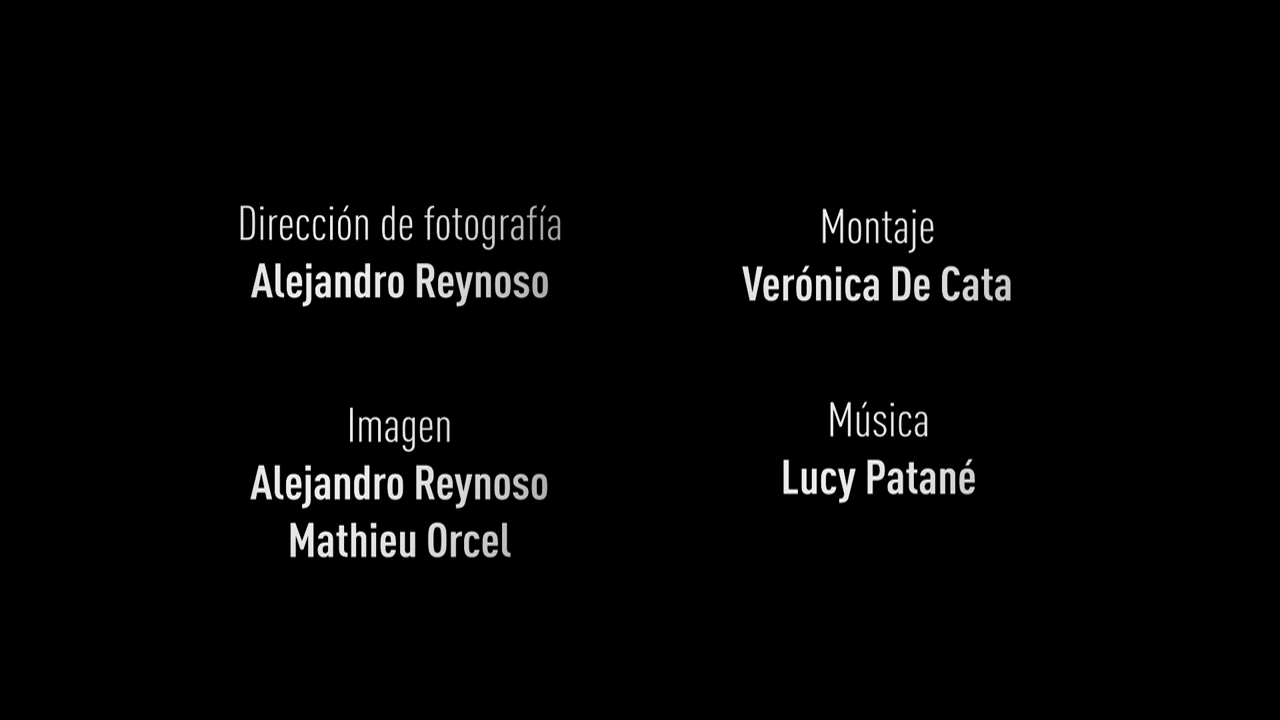 Dirección de fotografía
Alejandro Reynoso
Imagen
Alejandro Reynoso
Mathieu Orcel
Montaje
Verónica De Cata
Música
Lucy Patané